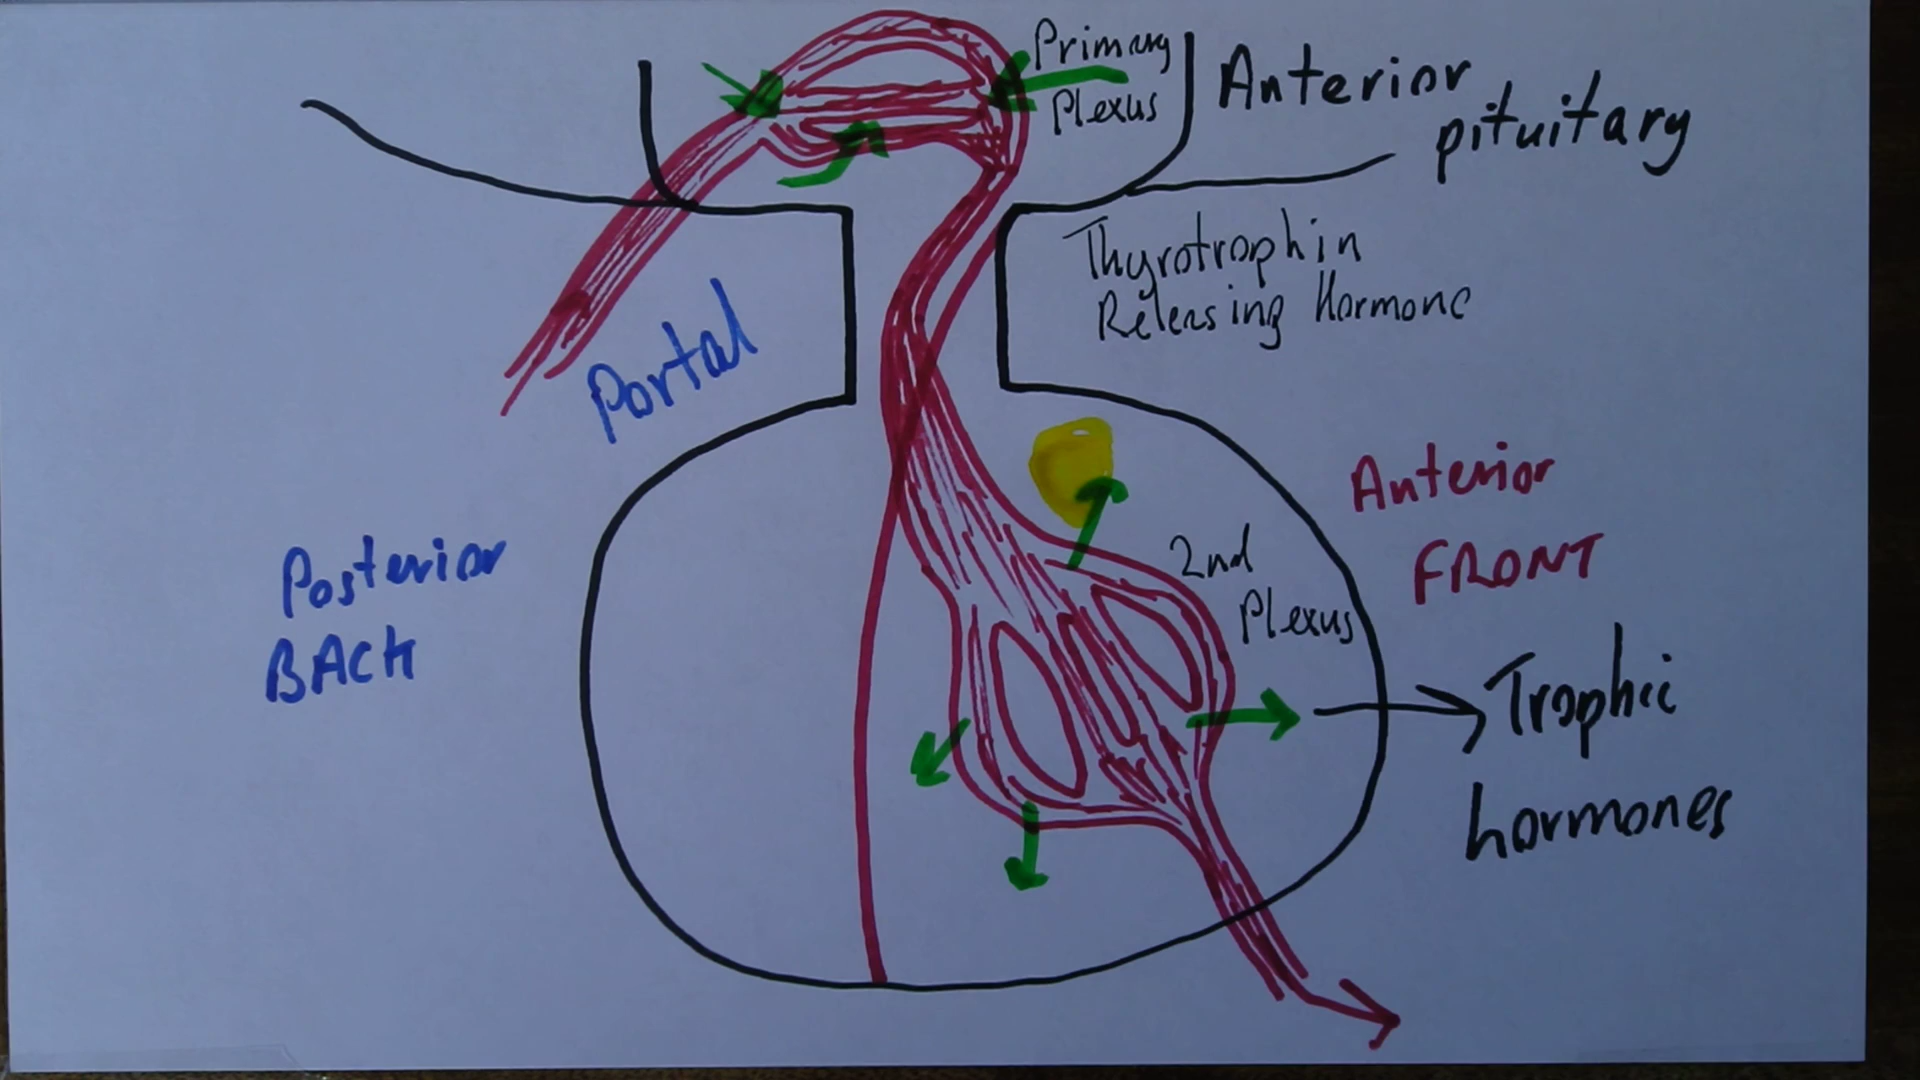 Primary
Plexus
Anterior
pituitary
Thyrotrophin
Releasing Hormone
Portal
Posterior
BACK
Anterior
FRONT
2nd
Plexus
Trophic
hormones